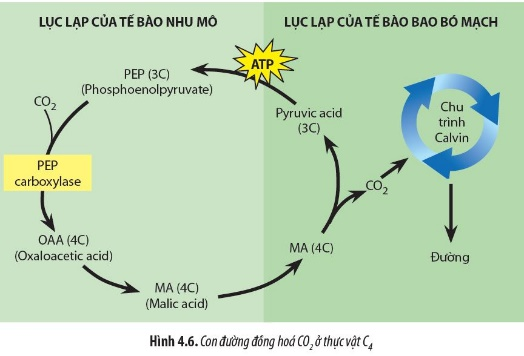 LỤC LẠP CỦA TẾ BÀO NHU MÔ
LỤC LẠP CỦA TẾ BÀO BAO BÓ MẠCH
ATP
PEP (3C)
(Phosphoenolpyruvate)
CO₂
PEP
carboxylase
OAA (4C)
(Oxaloacetic acid)
MA (4C)
(Malic acid)
MA (4C)
Pyruvic acid
(3C)
CO₂
Chu
trình
Calvin
Đường
Hình 4.6. Con đường đồng hoá CO₂ ở thực vật C₄